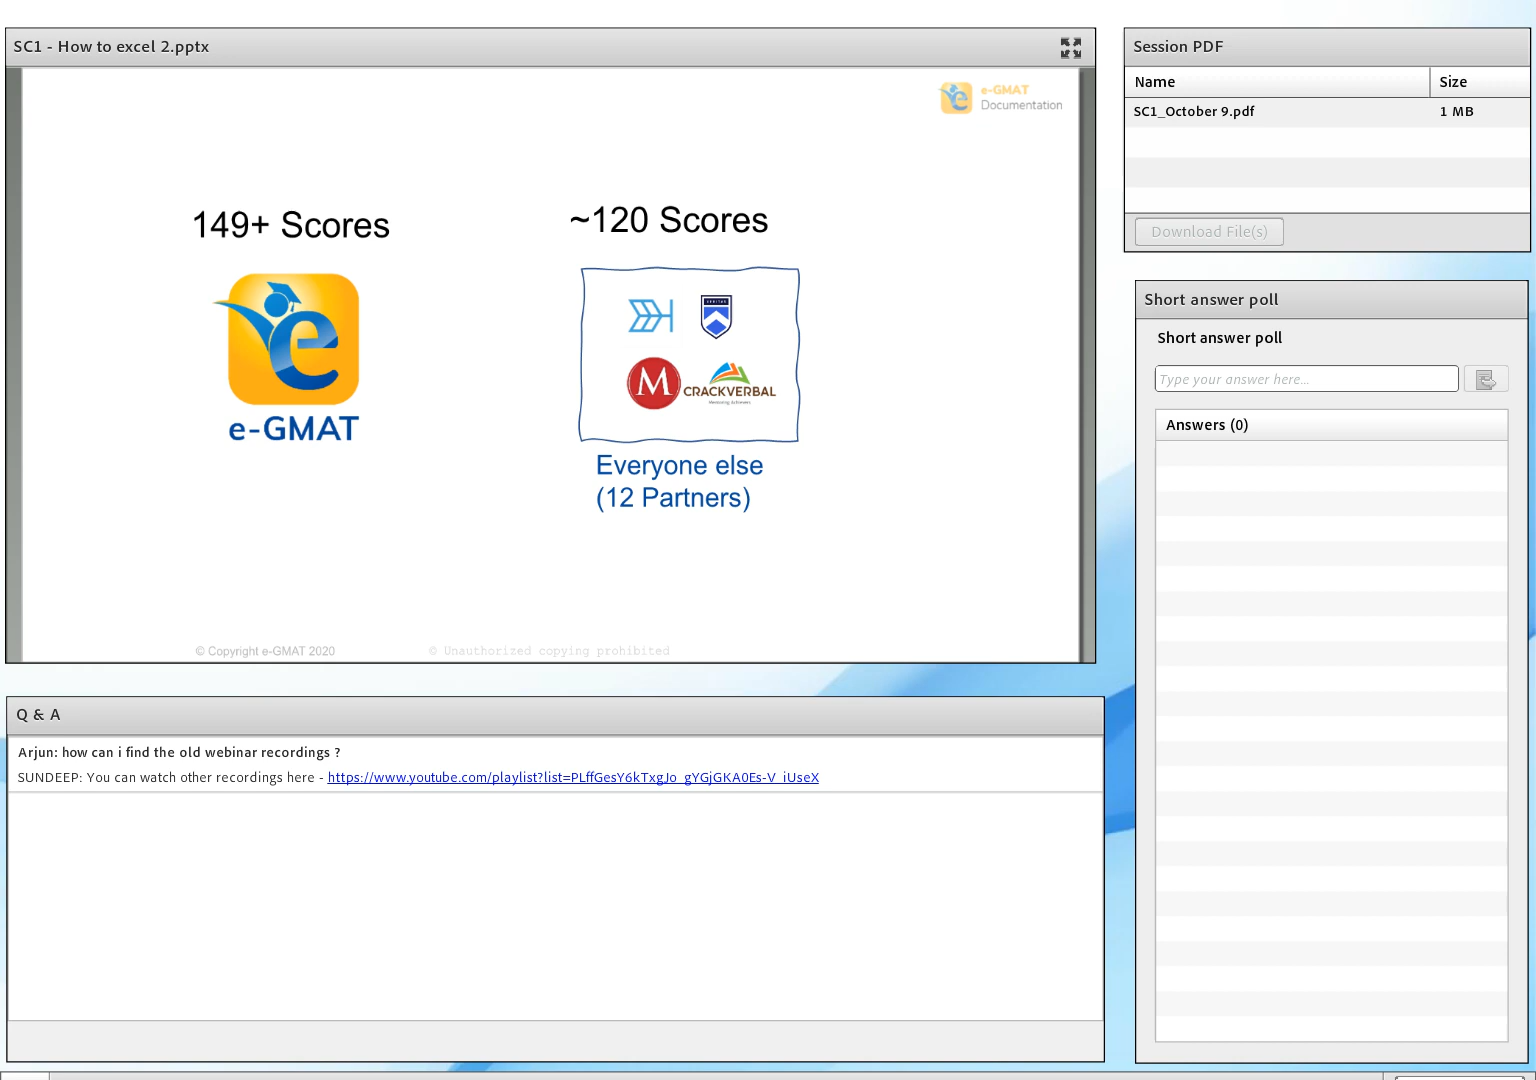 SC1 - How to excel 2.pptx
e-GMAT
Documentation
149+ Scores
~120 Scores
e-GMAT
VERITAS
M
CRACKVERBAL
Everyone else
(12 Partners)
© Copyright e-GMAT 2020
© Unauthorized copying prohibited
Session PDF
Name Size
SC1_October 9.pdf 1 MB
Download File(s)
Short answer poll
Short answer poll
Type your answer here...
Answers (0)
Q & A
Arjun: how can i find the old webinar recordings ?
SUNDEEP: You can watch other recordings here - https://www.youtube.com/playlist?list=PLffGesY6kTxgJo_gYGjGKA0Es-V_iUseX